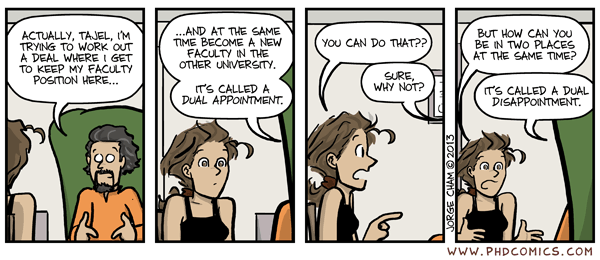 ACTUALLY, TAJEL, I'M
TRYING TO WORK OUT
A DEAL WHERE I GET
TO KEEP MY FACULTY
POSITION HERE...
...AND AT THE SAME
TIME BECOME A NEW
FACULTY IN THE
OTHER UNIVERSITY.
IT'S CALLED A
DUAL APPOINTMENT.
YOU CAN DO THAT??
SURE,
WHY NOT?
BUT HOW CAN YOU
BE IN TWO PLACES
AT THE SAME TIME?
IT'S CALLED A DUAL
DISAPPOINTMENT.
JORGE CHAM © 2013
WWW.PHDCOMICS.COM